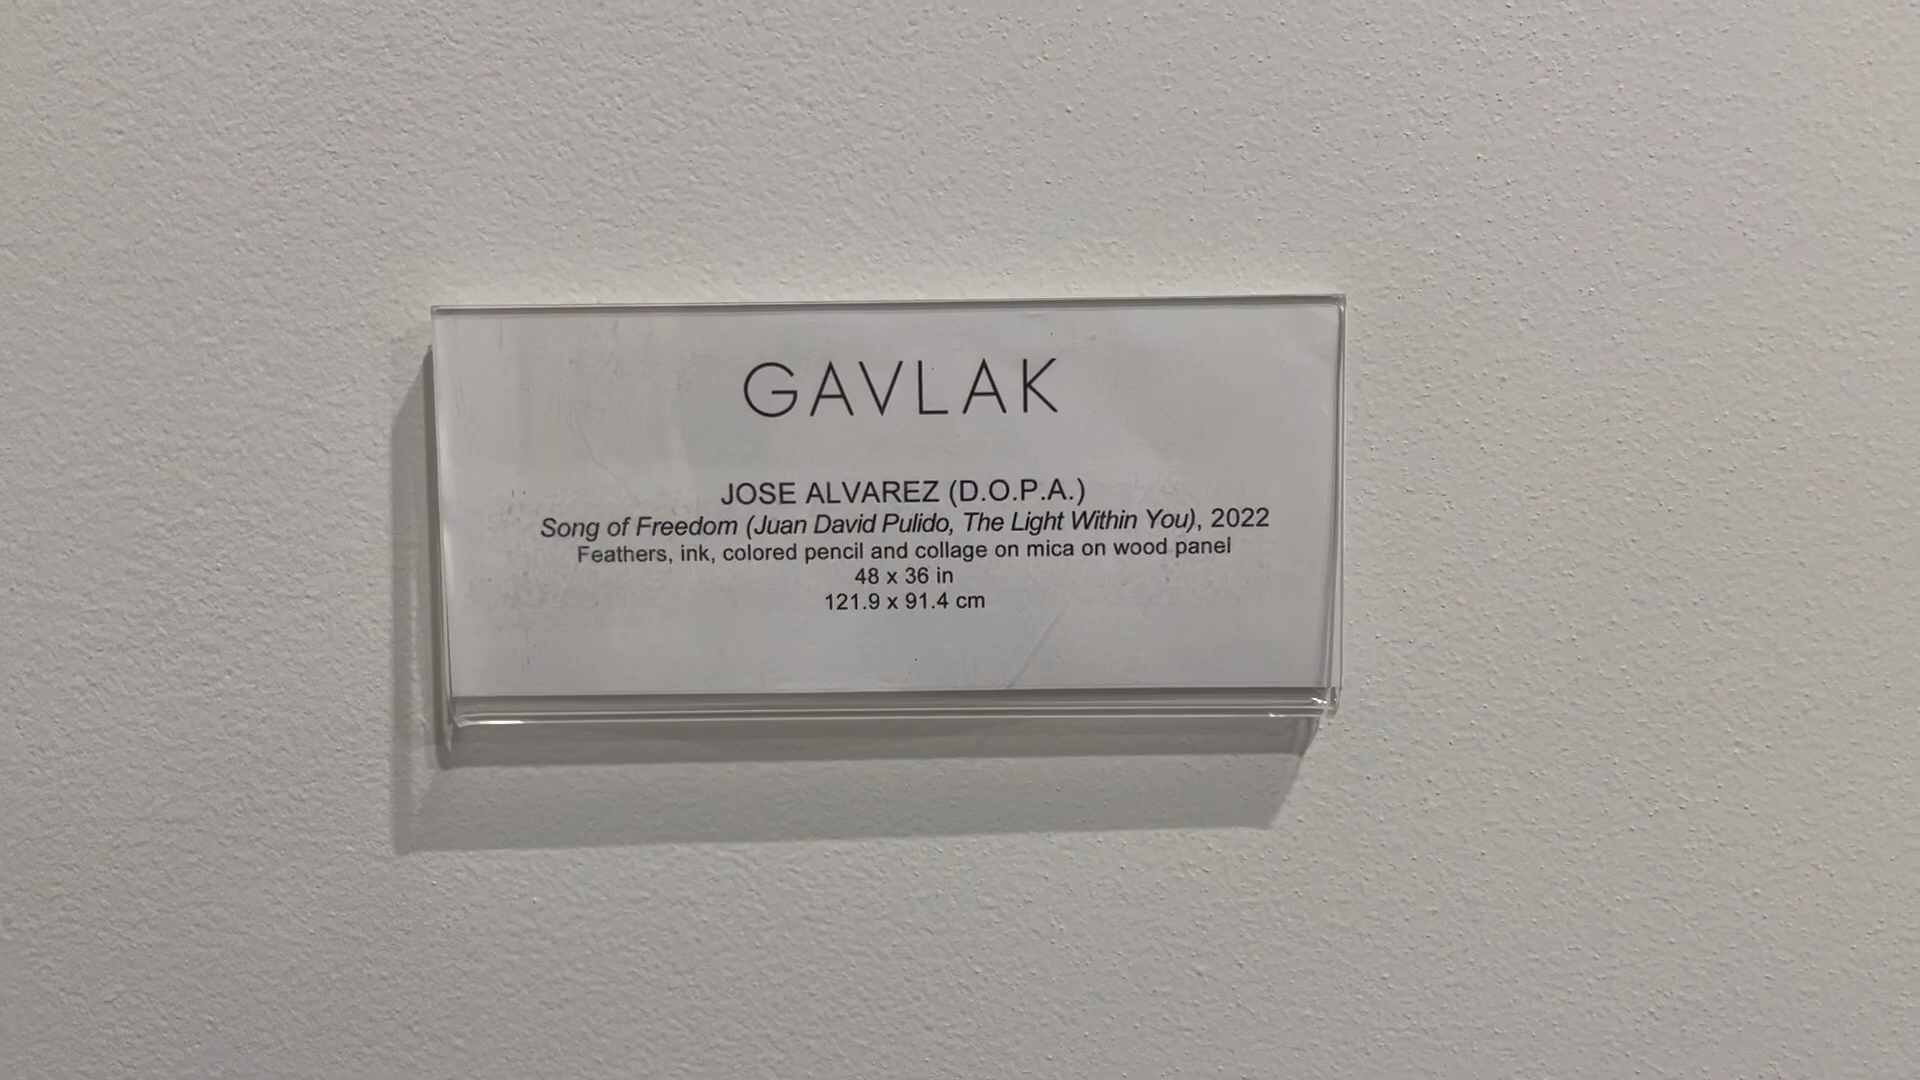 GAVLAK
JOSE ALVAREZ (D.O.P.A.)
Song of Freedom (Juan David Pulido, The Light Within You), 2022
Feathers, ink, colored pencil and collage on mica on wood panel
48 x 36 in
121.9 x 91.4 cm